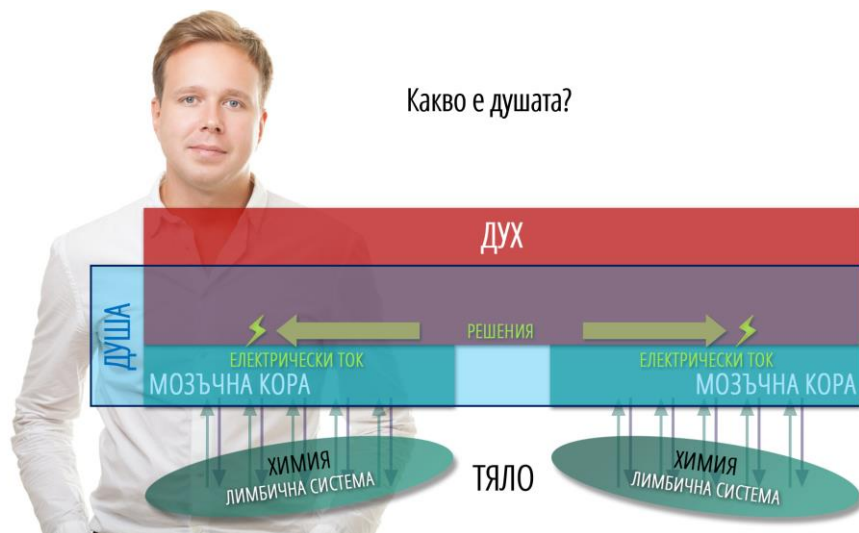 Какво е душата?
ДУХ
ДУША
РЕШЕНИЯ
ЕЛЕКТРИЧЕСКИ ТОК
ЕЛЕКТРИЧЕСКИ ТОК
МОЗЪЧНА КОРА
МОЗЪЧНА КОРА
ХИМИЯ
ЛИМБИЧНА СИСТЕМА
ТЯЛО
ХИМИЯ
ЛИМБИЧНА СИСТЕМА